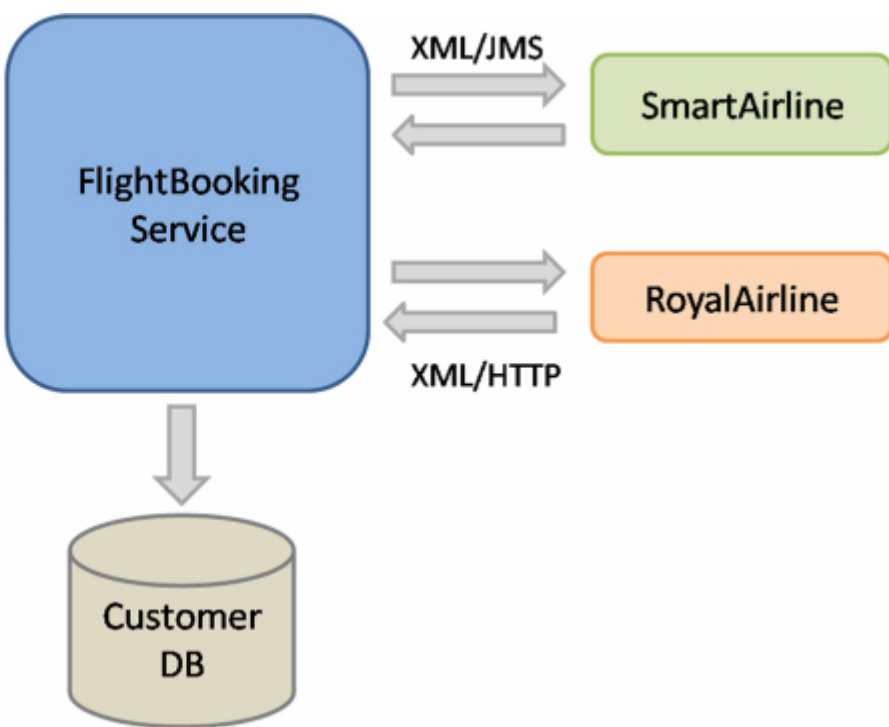 XML/JMS
SmartAirline
FlightBooking
Service
RoyalAirline
XML/HTTP
Customer
DB